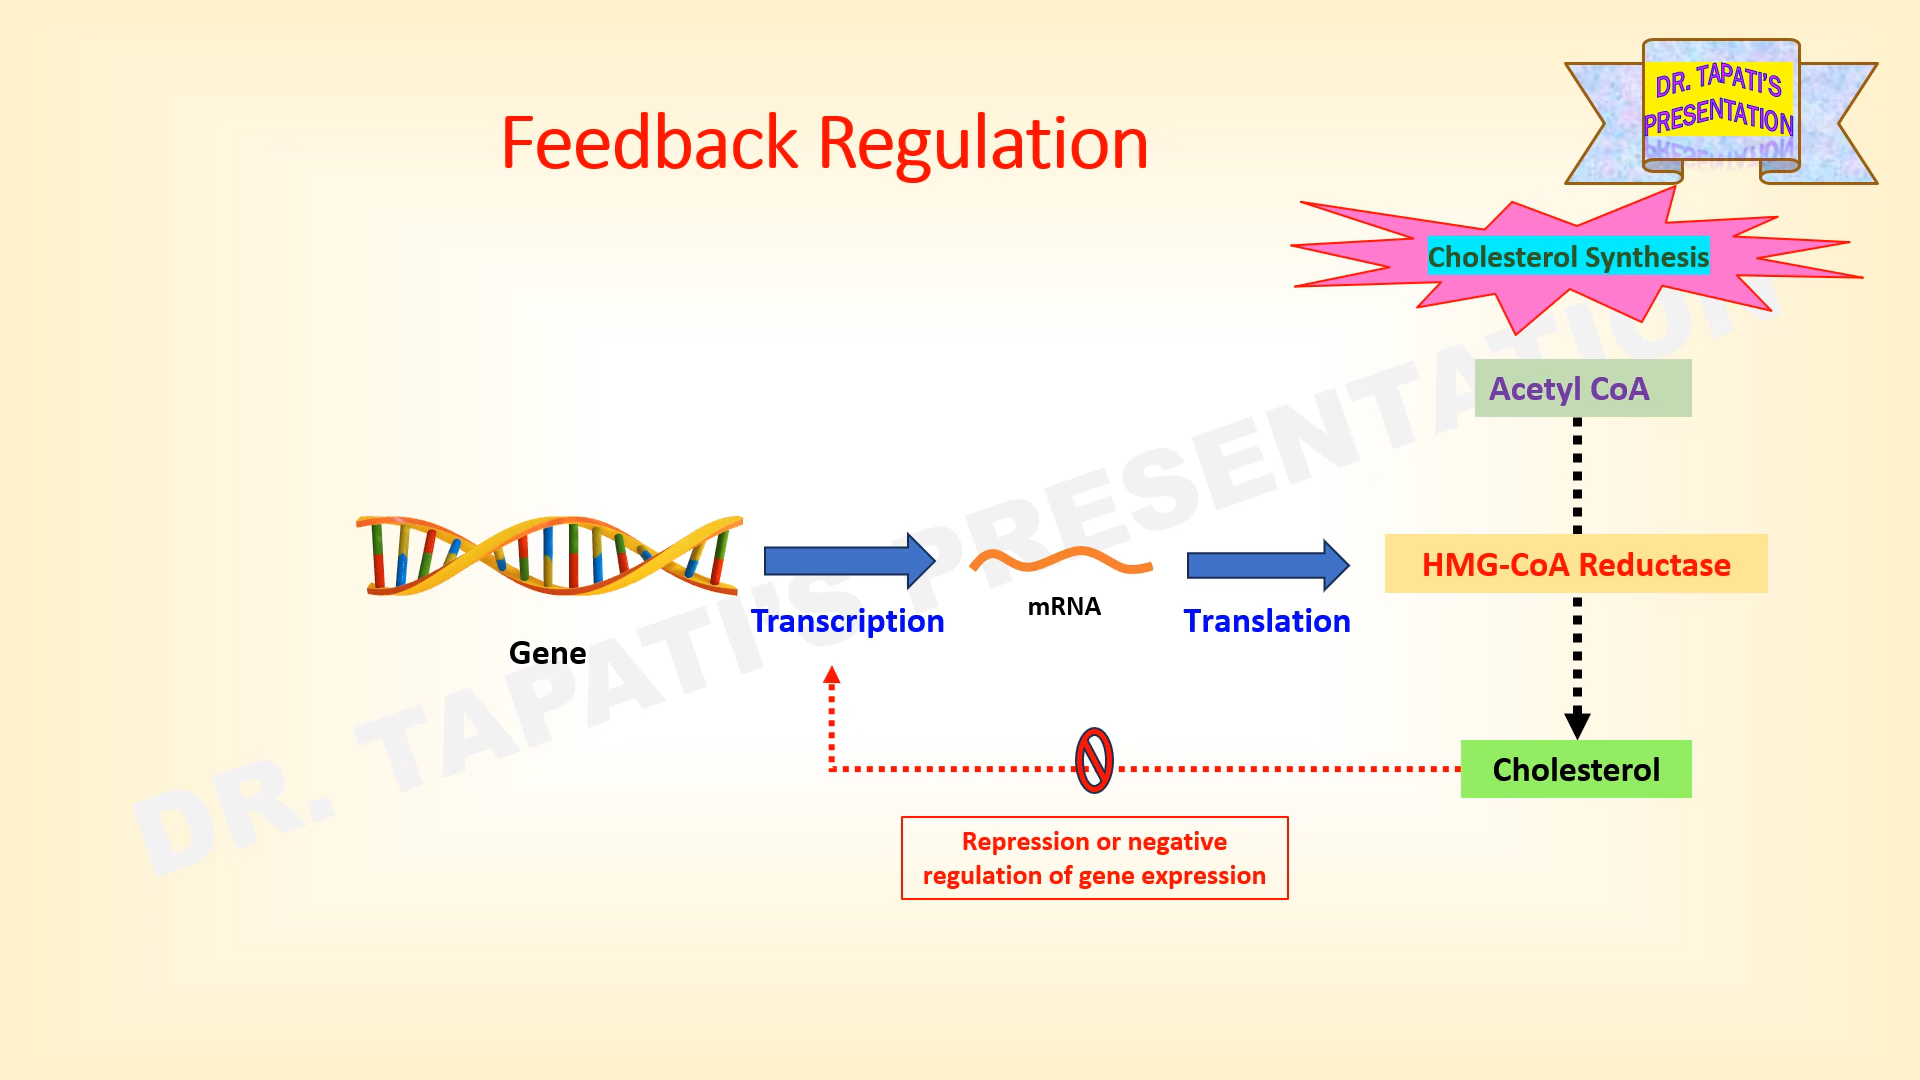 DR. TAPATI'S
PRESENTATION
Feedback Regulation
Cholesterol Synthesis
Acetyl CoA
HMG-CoA Reductase
mRNA
Transcription
Translation
Gene
Cholesterol
Repression or negative
regulation of gene expression
DR. TAPATI'S PRESENTATION